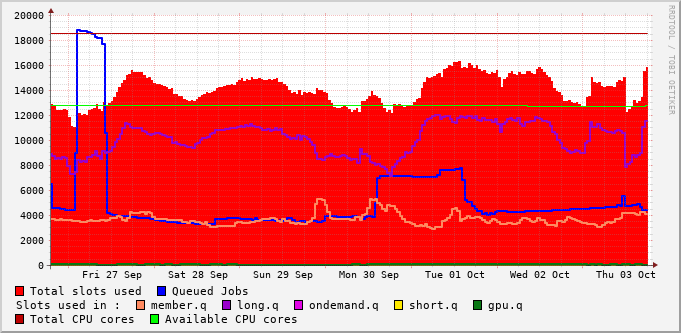 20000
18000
16000
14000
12000
10000
8000
6000
4000
2000
0
Fri 27 Sep Sat 28 Sep Sun 29 Sep Mon 30 Sep Tue 01 Oct Wed 02 Oct Thu 03 Oct
Total slots used Queued Jobs
Slots used in : member.q long.q ondemand.q short.q gpu.q
Total CPU cores Available CPU cores
RRDTOOL / TOBI OETIKER